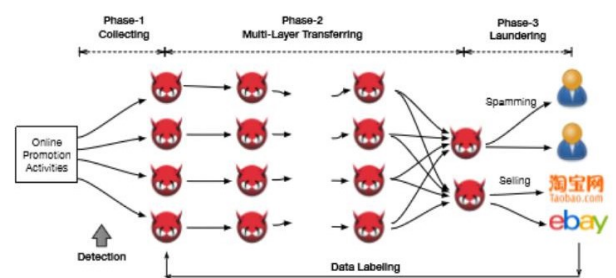 Phase-1
Collecting
Phase-2
Multi-Layer Transferring
Phase-3
Laundering
Online
Promotion
Activities
Spamming
Selling
淘宝网
Taobao.com
ebay
Detection
Data Labeling